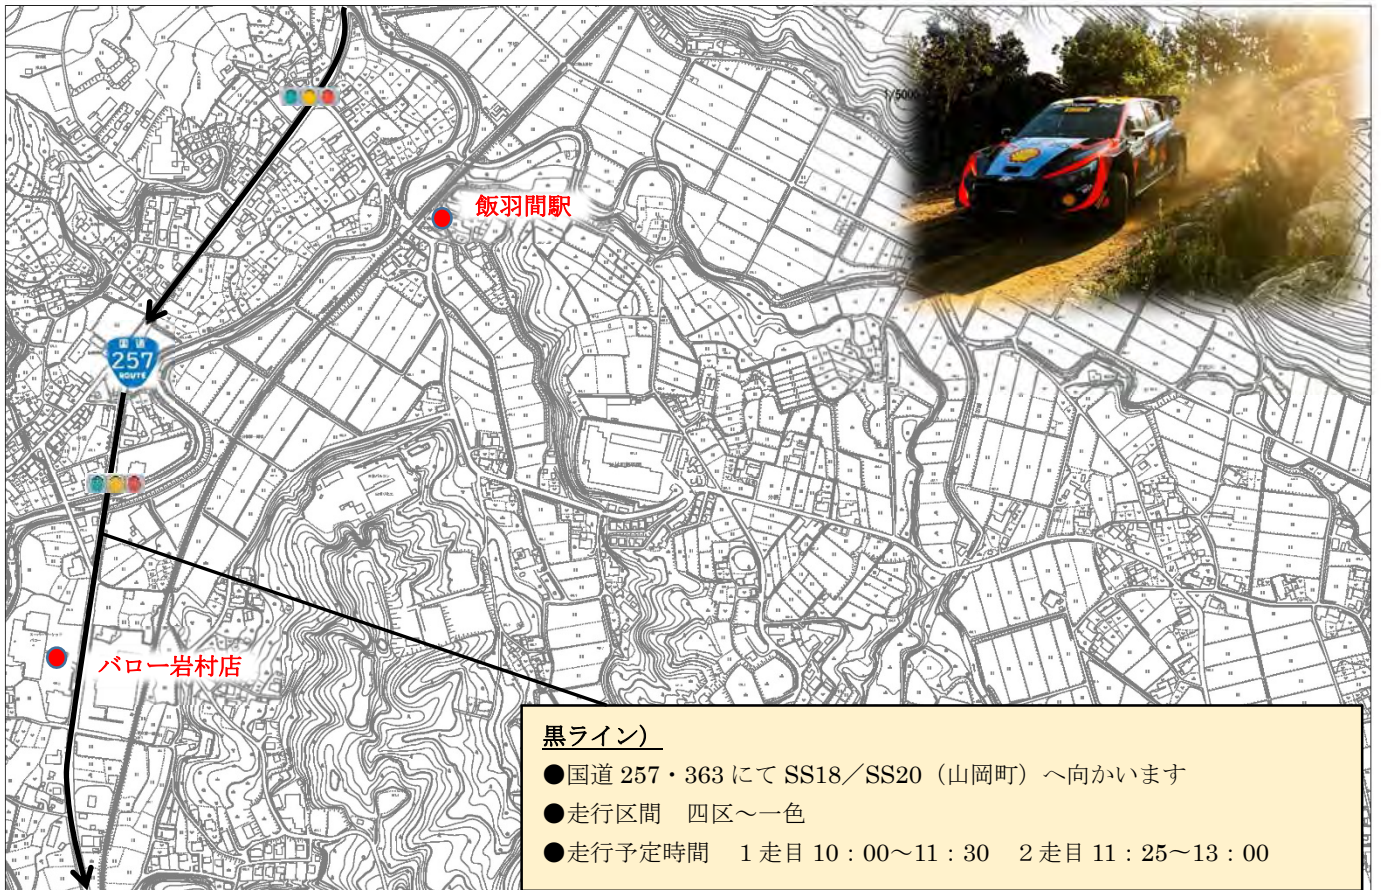 1/5000
飯羽間駅
国道
257
ROUTE
バロー岩村店
黒ライン)
●国道 257・363 にて SS18／SS20（山岡町）へ向かいます
●走行区間　四区～一色
●走行予定時間　１走目 10：00～11：30　２走目 11：25～13：00